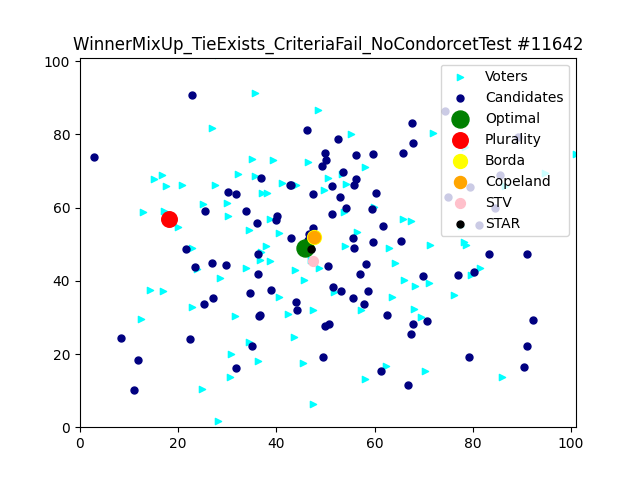 WinnerMixUp_TieExists_CriteriaFail_NoCondorcetTest #11642
100
80
60
40
20
0
0 20 40 60 80 100
Voters
Candidates
Optimal
Plurality
Borda
Copeland
STV
STAR